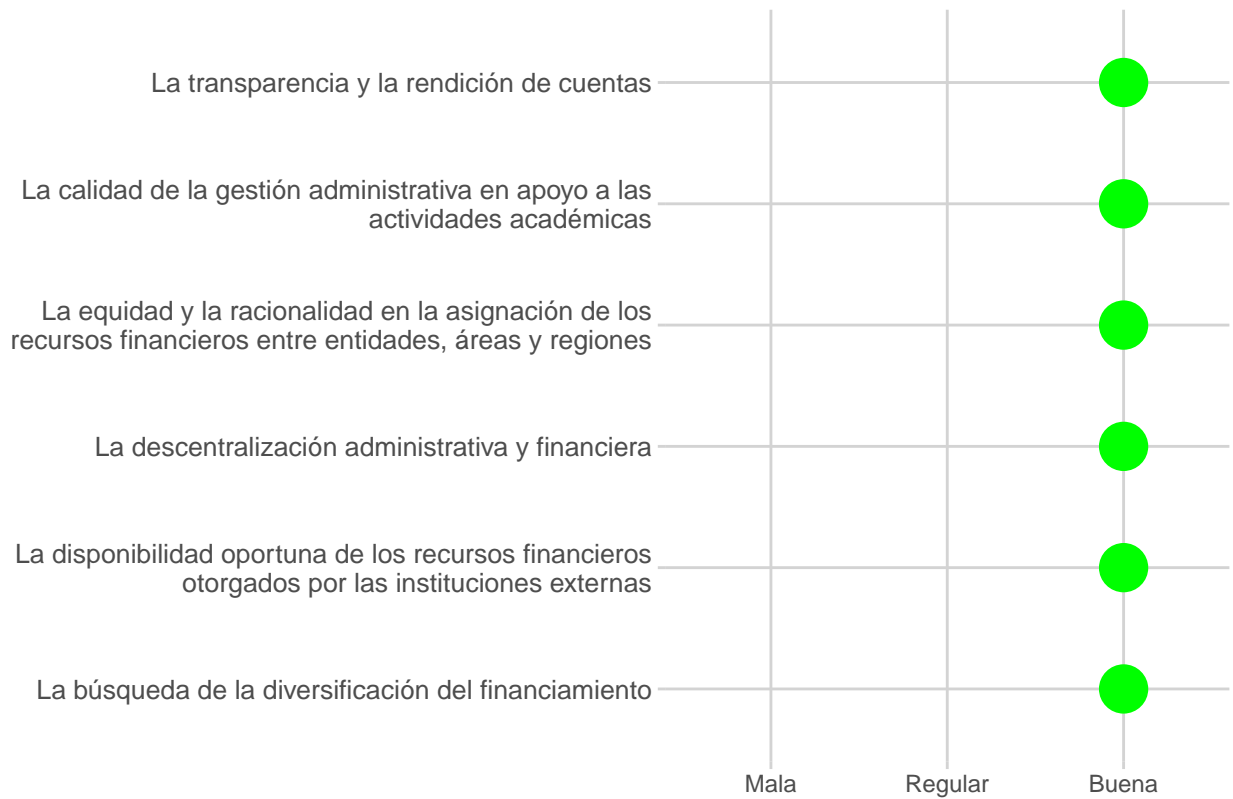 La transparencia y la rendición de cuentas
La calidad de la gestión administrativa en apoyo a las
actividades académicas
La equidad y la racionalidad en la asignación de los
recursos financieros entre entidades, áreas y regiones
La descentralización administrativa y financiera
La disponibilidad oportuna de los recursos financieros
otorgados por las instituciones externas
La búsqueda de la diversificación del financiamiento
Mala
Regular
Buena